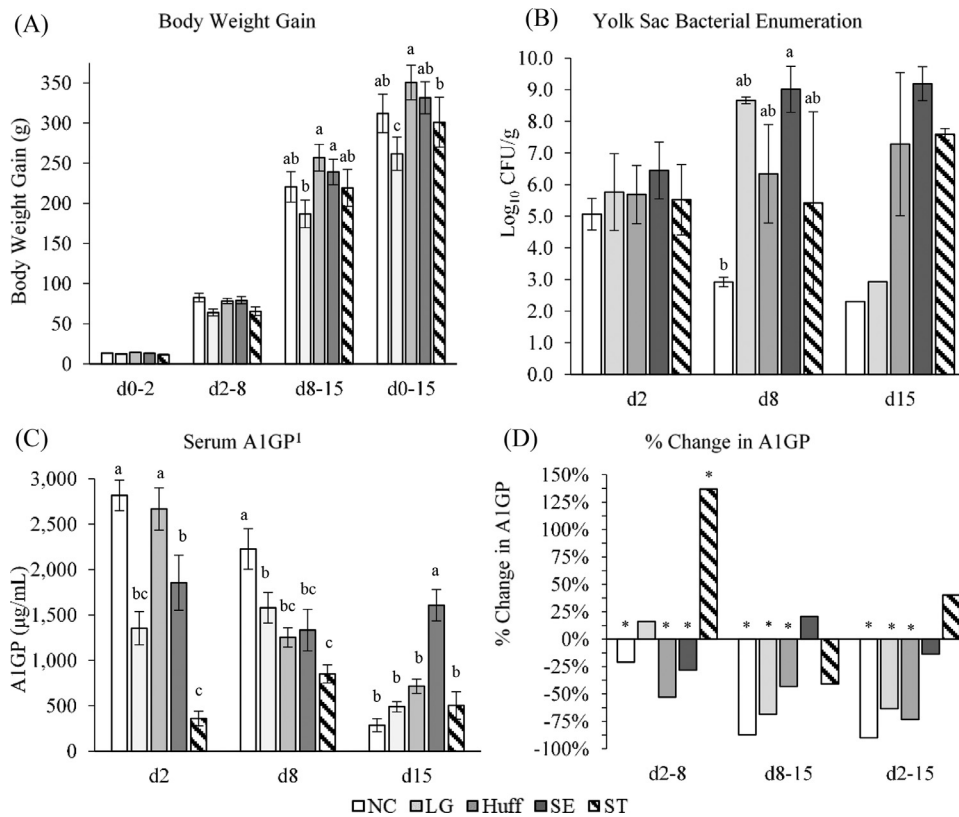 (A) Body Weight Gain
Body Weight Gain (g)
350
300
250
200
150
100
50
0
ab c a ab b
ab b a a ab
d0-2 d2-8 d8-15 d0-15
(B) Yolk Sac Bacterial Enumeration
Log₁₀ CFU/g
10.0
9.0
8.0
7.0
6.0
5.0
4.0
3.0
2.0
1.0
0.0
b ab ab a ab
d2 d8 d15
(C) Serum A1GP¹
A1GP (µg/mL)
3,000
2,500
2,000
1,500
1,000
500
0
a bc a b c
a b bc bc c
b b b a b
d2 d8 d15
(D) % Change in A1GP
% Change in A1GP
150%
125%
100%
75%
50%
25%
0%
-25%
-50%
-75%
-100%
* * * *
* * *
* * *
d2-8 d8-15 d2-15
NC LG Huff SE ST